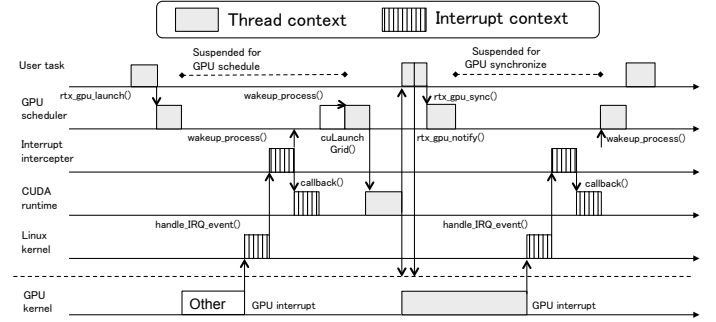 Thread context
Interrupt context
Suspended for
GPU schedule
Suspended for
GPU synchronize
User task
rtx_gpu_launch()
wakeup_process()
rtx_gpu_sync()
GPU
scheduler
wakeup_process()
cuLaunch
Grid()
rtx_gpu_notify()
wakeup_process()
Interrupt
intercepter
callback()
callback()
CUDA
runtime
handle_IRQ_event()
handle_IRQ_event()
Linux
kernel
GPU
kernel
Other
GPU interrupt
GPU interrupt